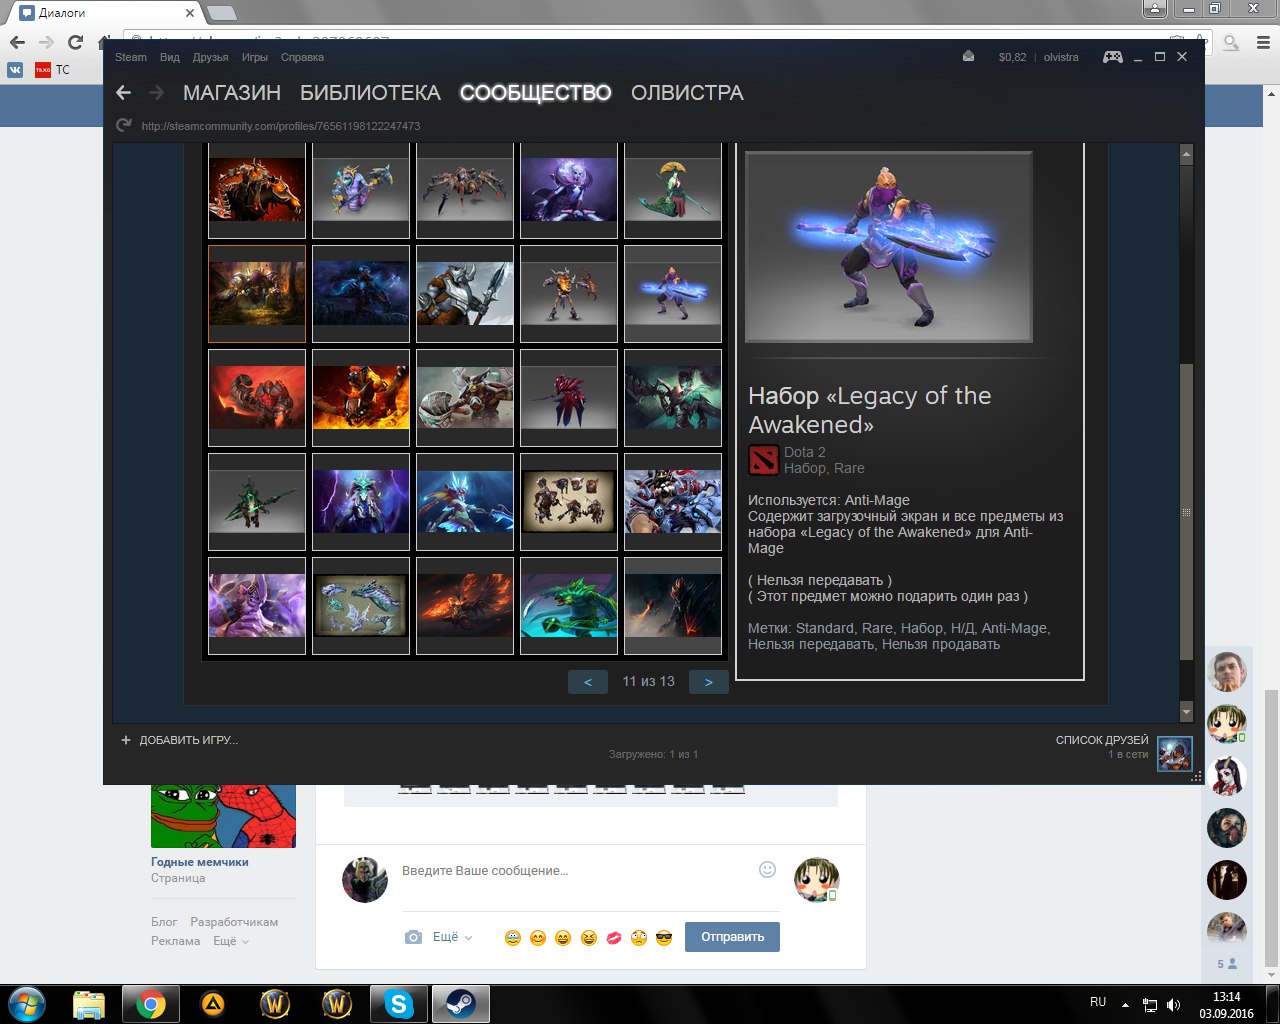 Диалоги
ТС
Steam Вид Друзья Игры Справка
$0,82 | olvistra
МАГАЗИН БИБЛИОТЕКА СООБЩЕСТВО ОЛВИСТРА
http://steamcommunity.com/profiles/76561198122247473
Набор «Legacy of the
Awakened»
Dota 2
Набор, Rare
Используется: Anti-Mage
Содержит загрузочный экран и все предметы из
набора «Legacy of the Awakened» для Anti-
Mage
( Нельзя передавать )
( Этот предмет можно подарить один раз )
Метки: Standard, Rare, Набор, Н/Д, Anti-Mage,
Нельзя передавать, Нельзя продавать
< 11 из 13 >
+ ДОБАВИТЬ ИГРУ...
Загружено: 1 из 1
СПИСОК ДРУЗЕЙ
1 в сети
Годные мемчики
Страница
Блог Разработчикам
Реклама Ещё
Введите Ваше сообщение...
Ещё
Отправить
5
RU
13:14
03.09.2016